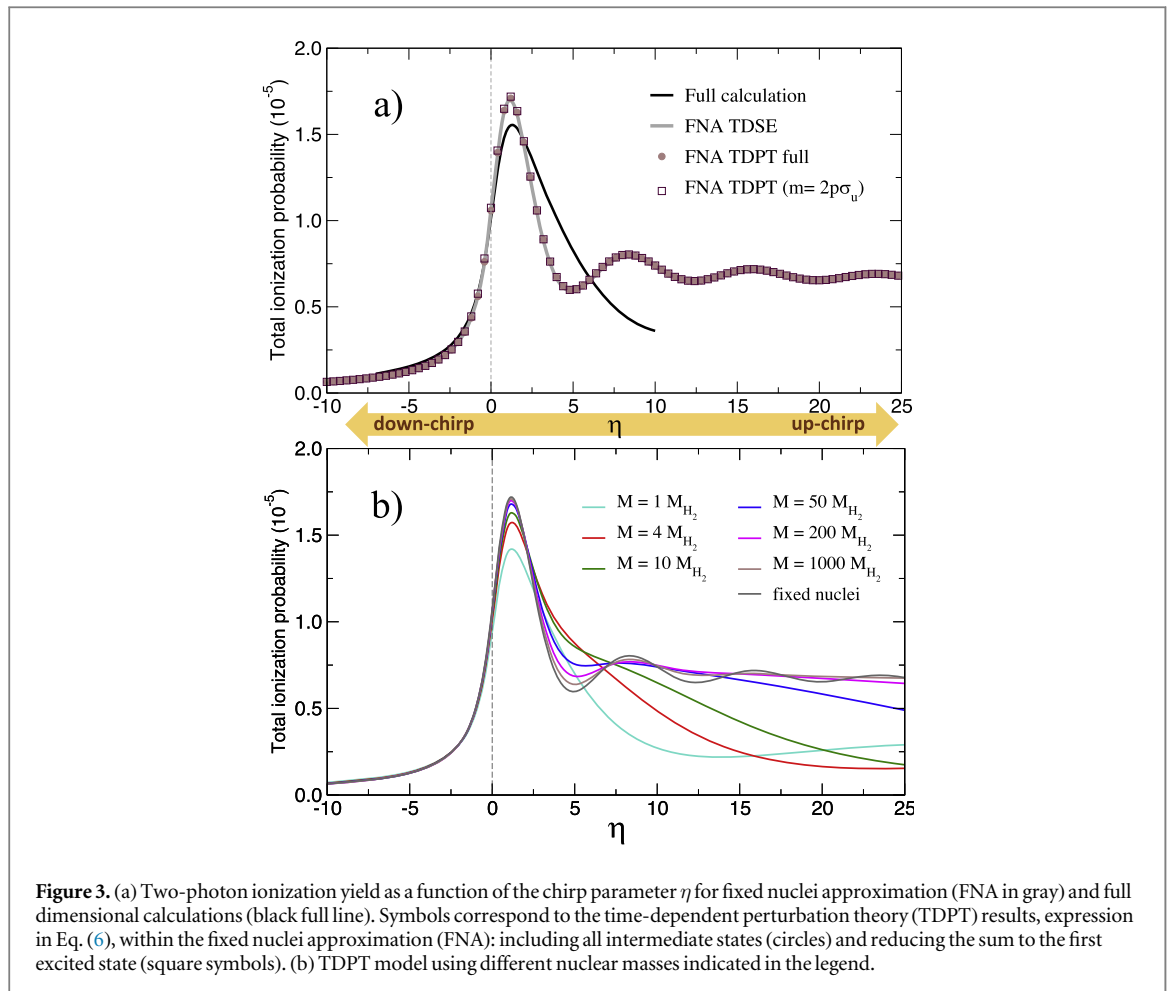 2.0
1.5
1.0
0.5
0.0
Total ionization probability (10⁻⁵)
a)
Full calculation
FNA TDSE
FNA TDPT full
FNA TDPT (m= 2pσᵤ)
-10 -5 0 5 10 15 20 25
down-chirp η up-chirp
2.0
1.5
1.0
0.5
0.0
Total ionization probability (10⁻⁵)
b)
M = 1 M_H₂
M = 4 M_H₂
M = 10 M_H₂
M = 50 M_H₂
M = 200 M_H₂
M = 1000 M_H₂
fixed nuclei
-10 -5 0 5 10 15 20 25
η
Figure 3. (a) Two-photon ionization yield as a function of the chirp parameter η for fixed nuclei approximation (FNA in gray) and full
dimensional calculations (black full line). Symbols correspond to the time-dependent perturbation theory (TDPT) results, expression
in Eq. (6), within the fixed nuclei approximation (FNA): including all intermediate states (circles) and reducing the sum to the first
excited state (square symbols). (b) TDPT model using different nuclear masses indicated in the legend.